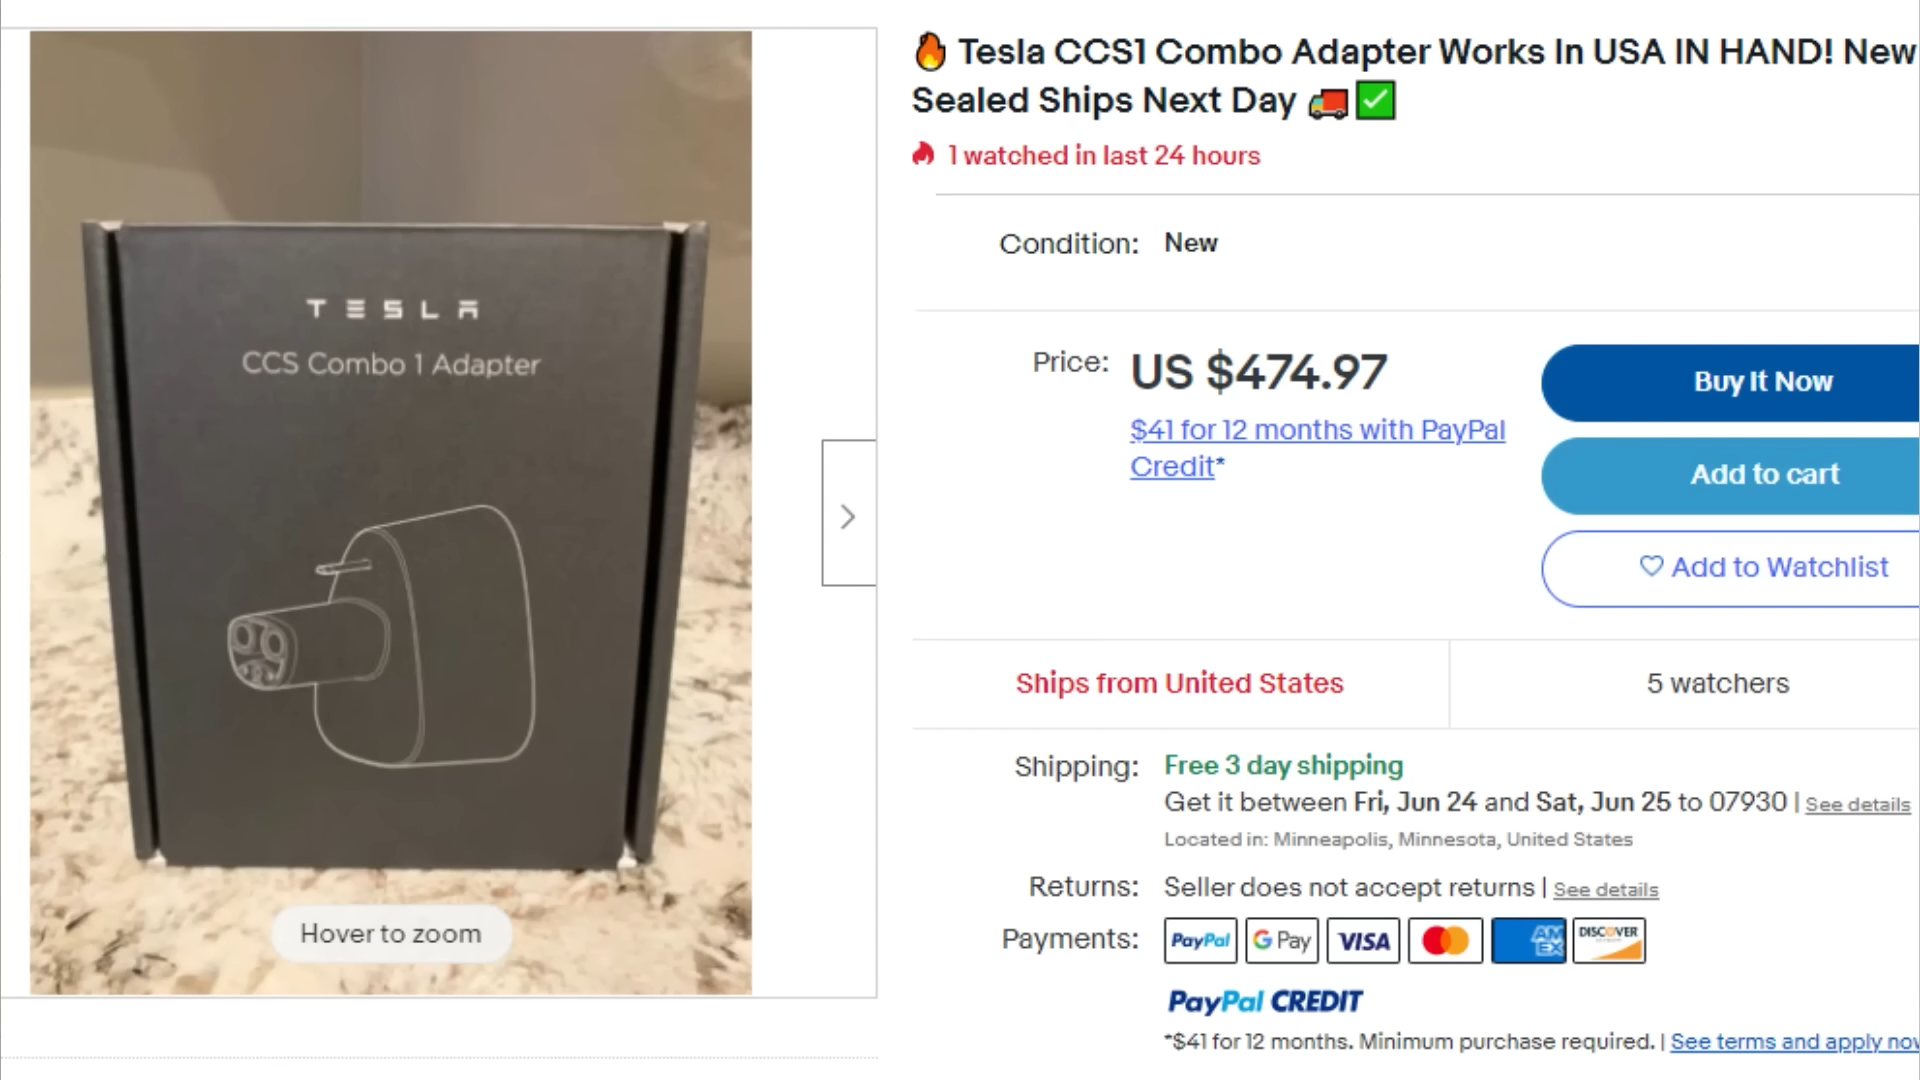 TESLA
CCS Combo 1 Adapter
Hover to zoom
🔥 Tesla CCS1 Combo Adapter Works In USA IN HAND! New
Sealed Ships Next Day 🚚✅
1 watched in last 24 hours
Condition: New
Price: US $474.97
$41 for 12 months with PayPal
Credit*
Buy It Now
Add to cart
Add to Watchlist
Ships from United States
5 watchers
Shipping: Free 3 day shipping
Get it between Fri, Jun 24 and Sat, Jun 25 to 07930 | See details
Located in: Minneapolis, Minnesota, United States
Returns: Seller does not accept returns | See details
Payments: PayPal G Pay VISA AM EX DISCOVER
PayPal CREDIT
*$41 for 12 months. Minimum purchase required. | See terms and apply now